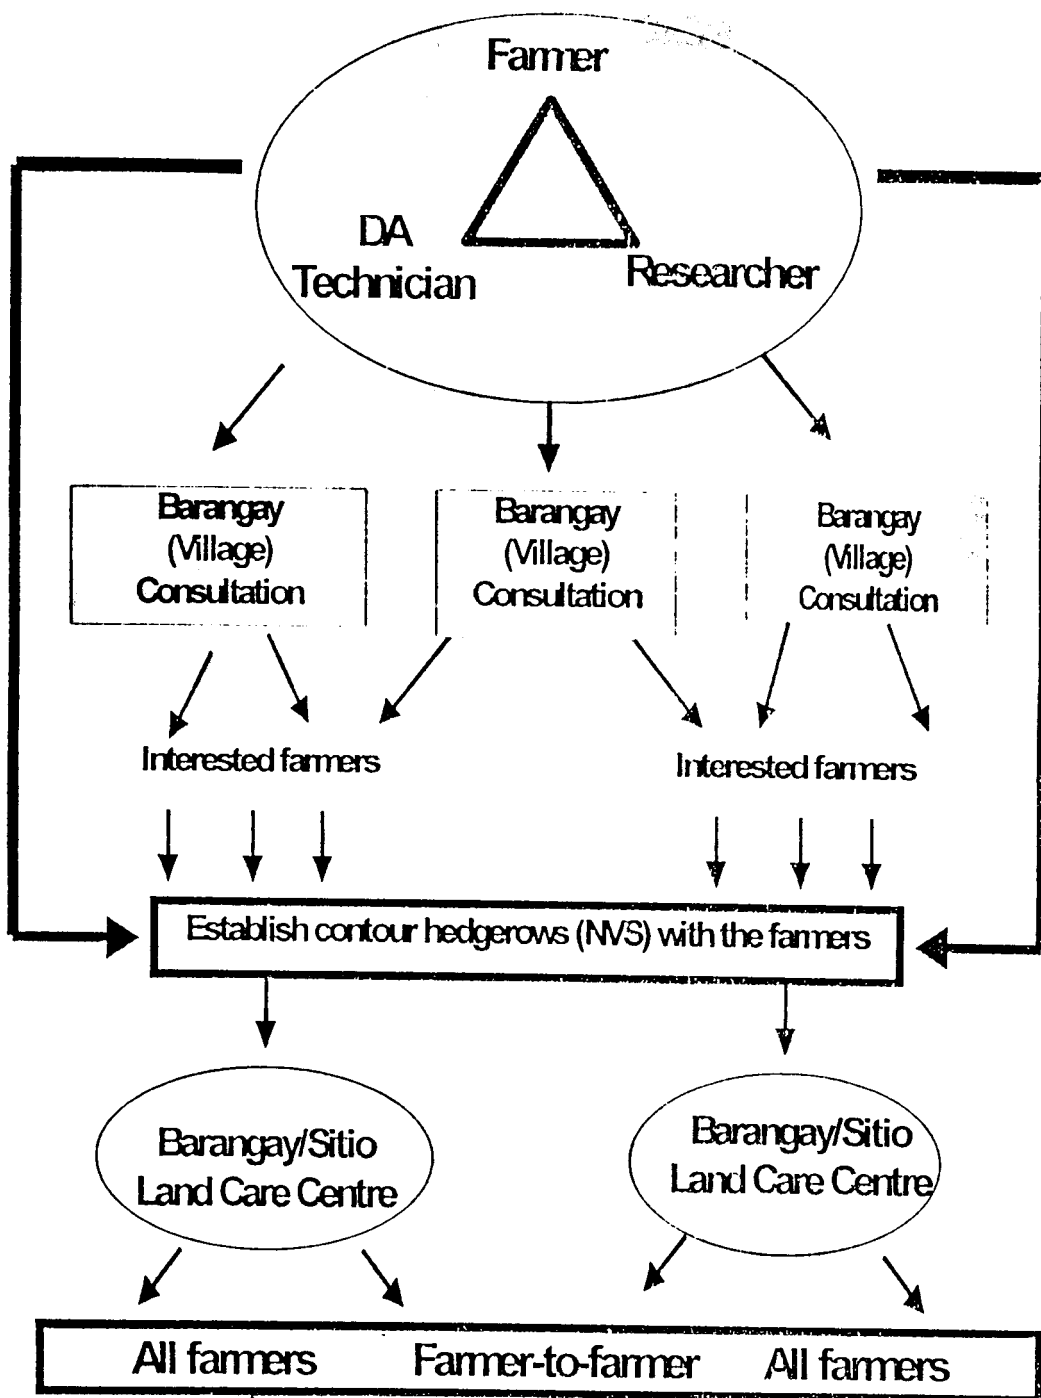 Farmer
DA
Technician
Researcher
Barangay
(Village)
Consultation
Barangay
(Village)
Consultation
Barangay
(Village)
Consultation
Interested farmers
Interested farmers
Establish contour hedgerows (NVS) with the farmers
Barangay/Sitio
Land Care Centre
Barangay/Sitio
Land Care Centre
All farmers Farmer-to-farmer All farmers